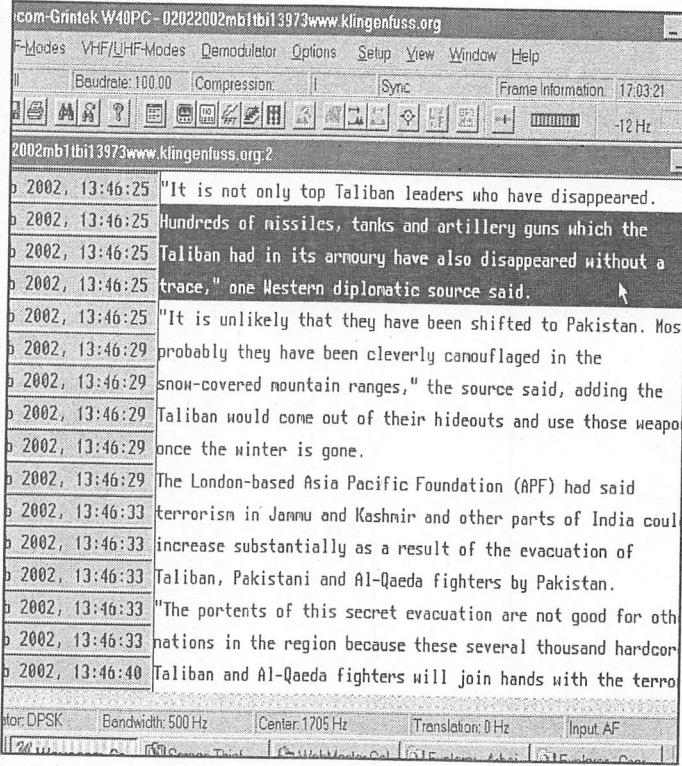 com-Grintek W40PC - 02022002mb1tbi13973www.klingenfuss.org
F-Modes VHF/UHF-Modes Demodulator Options Setup View Window Help
Baudrate: 100.00 Compression: Sync Frame Information 17:03:21
-12 Hz
2002mb1tbi13973www.klingenfuss.org:2
2002, 13:46:25 "It is not only top Taliban leaders who have disappeared.
2002, 13:46:25 Hundreds of missiles, tanks and artillery guns which the
2002, 13:46:25 Taliban had in its armoury have also disappeared without a
2002, 13:46:25 trace," one Western diplomatic source said.
2002, 13:46:25 "It is unlikely that they have been shifted to Pakistan. Mos
2002, 13:46:29 probably they have been cleverly camouflaged in the
2002, 13:46:29 snow-covered mountain ranges," the source said, adding the
2002, 13:46:29 Taliban would come out of their hideouts and use those weapo
2002, 13:46:29 once the winter is gone.
2002, 13:46:29 The London-based Asia Pacific Foundation (APF) had said
2002, 13:46:33 terrorism in Jammu and Kashmir and other parts of India coul
2002, 13:46:33 increase substantially as a result of the evacuation of
2002, 13:46:33 Taliban, Pakistani and Al-Qaeda fighters by Pakistan.
2002, 13:46:33 "The portents of this secret evacuation are not good for oth
2002, 13:46:33 nations in the region because these several thousand hardcor
2002, 13:46:40 Taliban and Al-Qaeda fighters will join hands with the terro
ator: DPSK Bandwidth: 500 Hz Center: 1705 Hz Translation: 0 Hz Input: AF